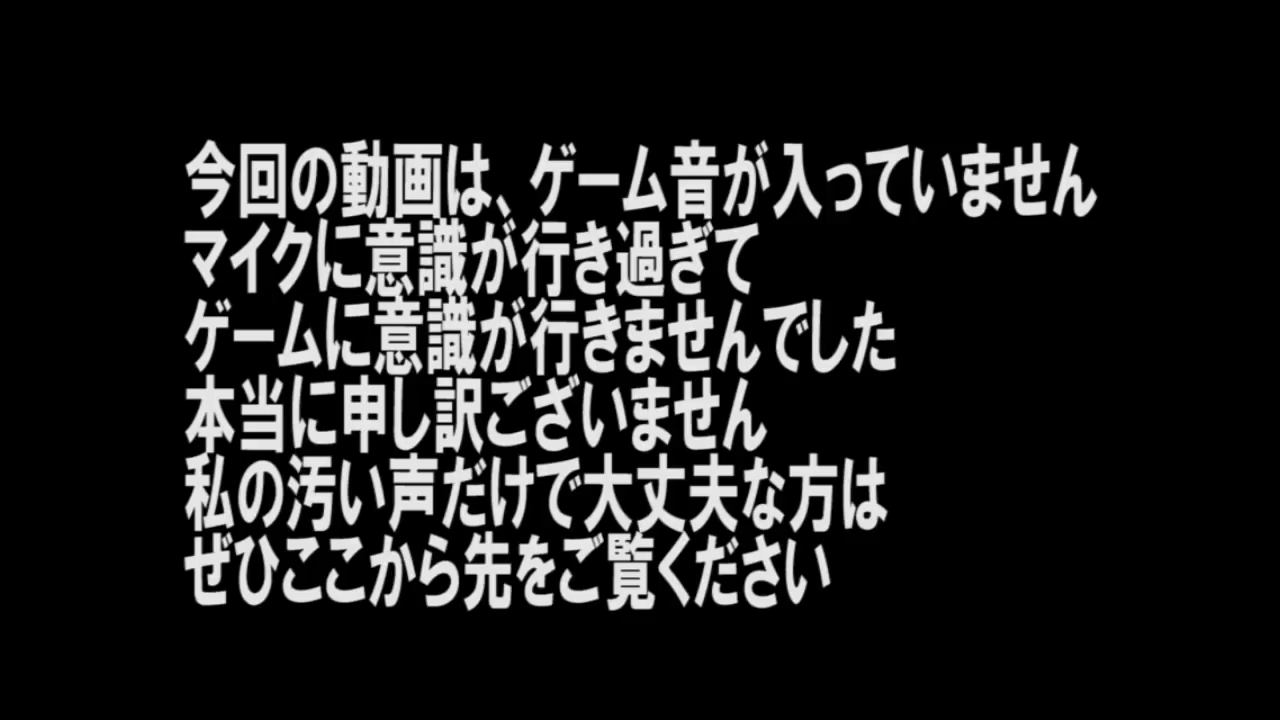 今回の動画は、ゲーム音が入っていません
マイクに意識が行き過ぎて
ゲームに意識が行きませんでした
本当に申し訳ございません
私の汚い声だけで大丈夫な方は
ぜひここから先をご覧ください